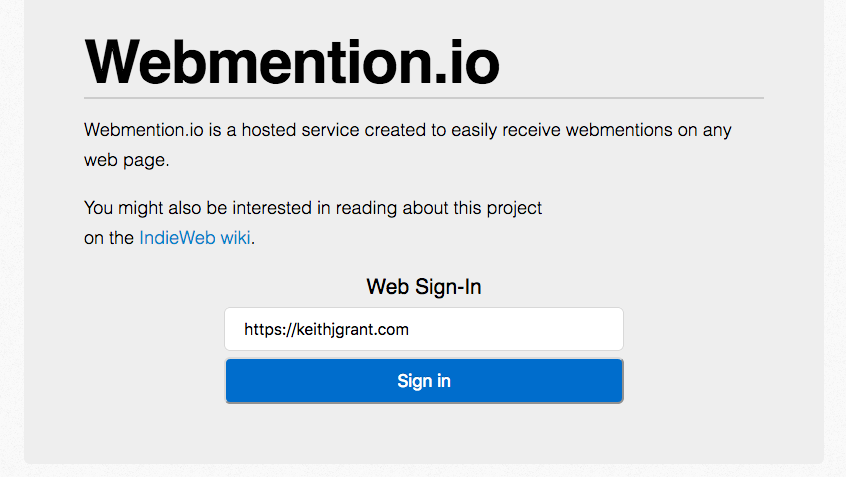 Webmention.io
Webmention.io is a hosted service created to easily receive webmentions on any
web page.
You might also be interested in reading about this project
on the IndieWeb wiki.
Web Sign-In
https://keithjgrant.com
Sign in